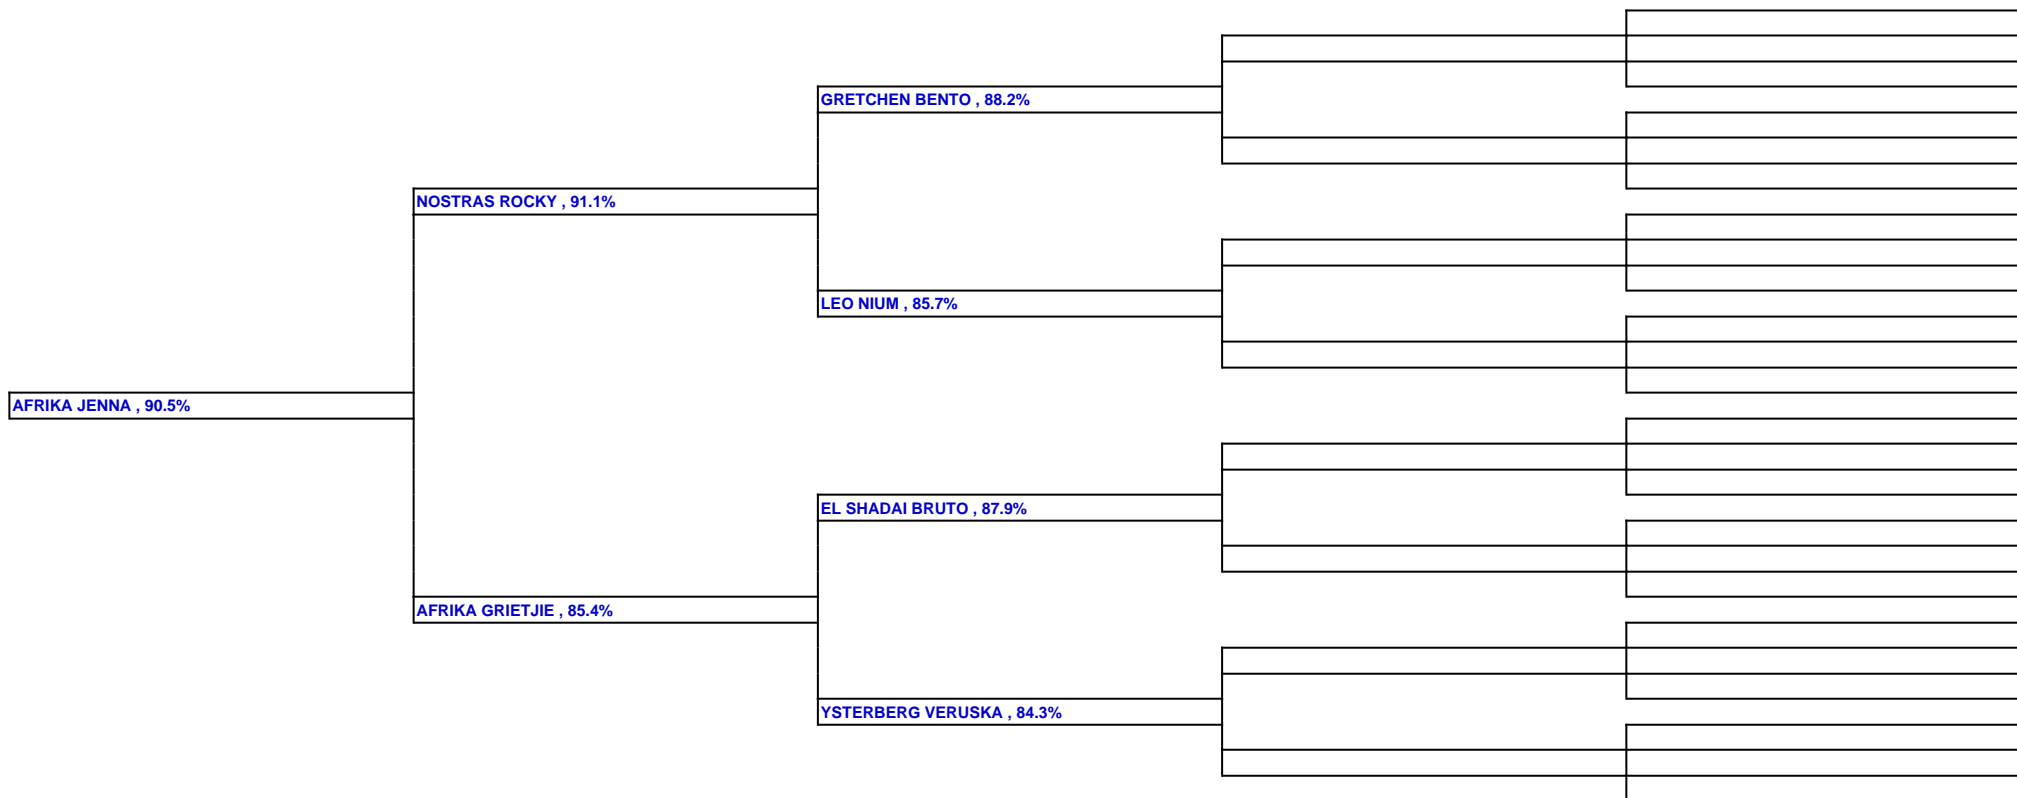 GRETCHEN BENTO , 88.2%
NOSTRAS ROCKY , 91.1%
LEO NIUM , 85.7%
AFRIKA JENNA , 90.5%
EL SHADAI BRUTO , 87.9%
AFRIKA GRIETJIE , 85.4%
YSTERBERG VERUSKA , 84.3%